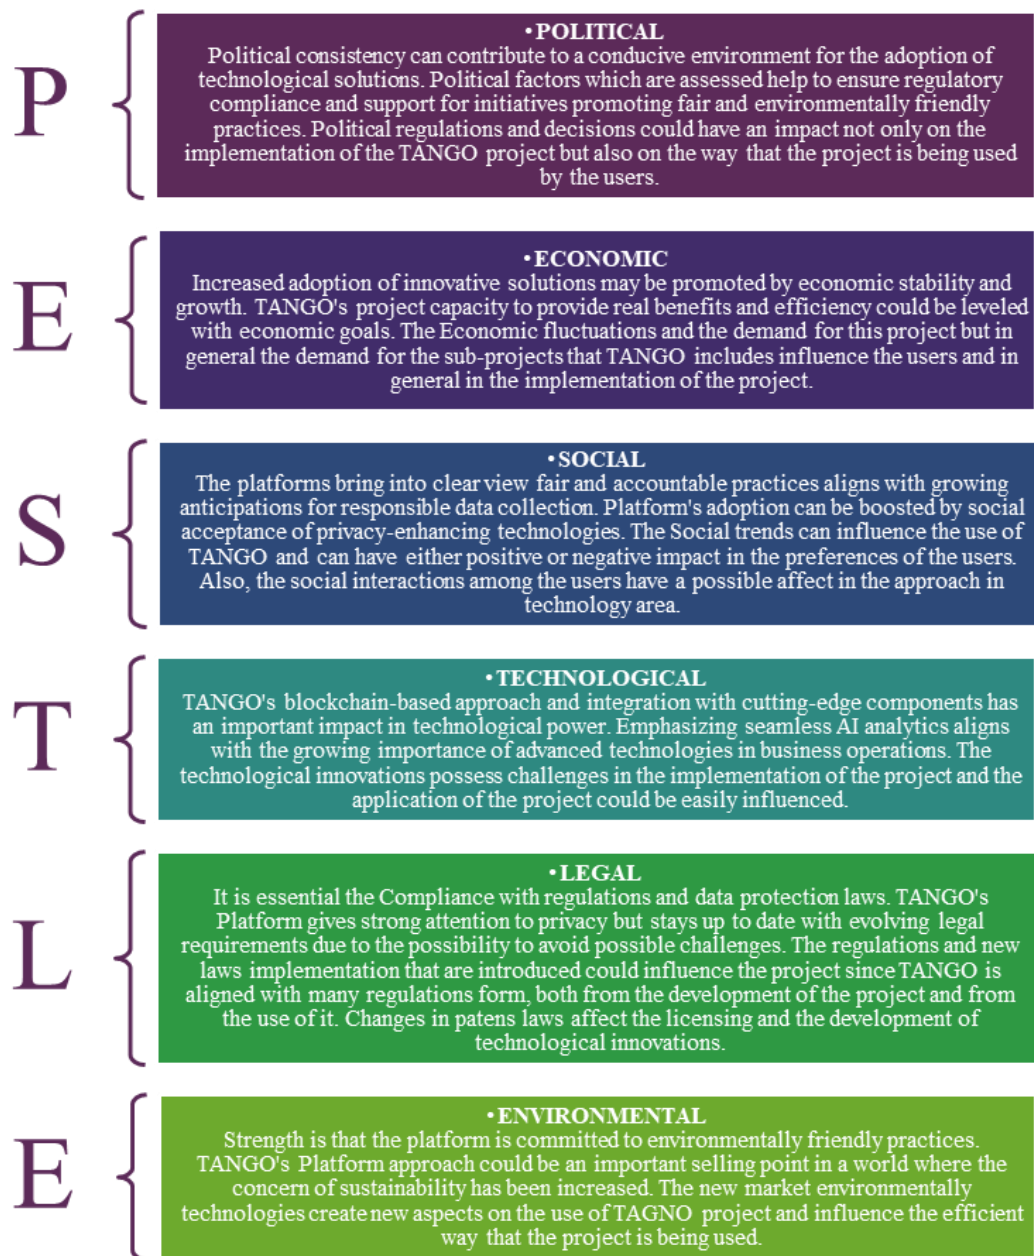 P
• POLITICAL
Political consistency can contribute to a conducive environment for the adoption of
technological solutions. Political factors which are assessed help to ensure regulatory
compliance and support for initiatives promoting fair and environmentally friendly
practices. Political regulations and decisions could have an impact not only on the
implementation of the TANGO project but also on the way that the project is being used
by the users.
E
• ECONOMIC
Increased adoption of innovative solutions may be promoted by economic stability and
growth. TANGO's project capacity to provide real benefits and efficiency could be leveled
with economic goals. The Economic fluctuations and the demand for this project but in
general the demand for the sub-projects that TANGO includes influence the users and in
general in the implementation of the project.
S
• SOCIAL
The platforms bring into clear view fair and accountable practices aligns with growing
anticipations for responsible data collection. Platform's adoption can be boosted by social
acceptance of privacy-enhancing technologies. The Social trends can influence the use of
TANGO and can have either positive or negative impact in the preferences of the users.
Also, the social interactions among the users have a possible affect in the approach in
technology area.
T
• TECHNOLOGICAL
TANGO's blockchain-based approach and integration with cutting-edge components has
an important impact in technological power. Emphasizing seamless AI analytics aligns
with the growing importance of advanced technologies in business operations. The
technological innovations possess challenges in the implementation of the project and the
application of the project could be easily influenced.
L
• LEGAL
It is essential the Compliance with regulations and data protection laws. TANGO's
Platform gives strong attention to privacy but stays up to date with evolving legal
requirements due to the possibility to avoid possible challenges. The regulations and new
laws implementation that are introduced could influence the project since TANGO is
aligned with many regulations form, both from the development of the project and from
the use of it. Changes in patens laws affect the licensing and the development of
technological innovations.
E
• ENVIRONMENTAL
Strength is that the platform is committed to environmentally friendly practices.
TANGO's Platform approach could be an important selling point in a world where the
concern of sustainability has been increased. The new market environmentally
technologies create new aspects on the use of TAGNO project and influence the efficient
way that the project is being used.